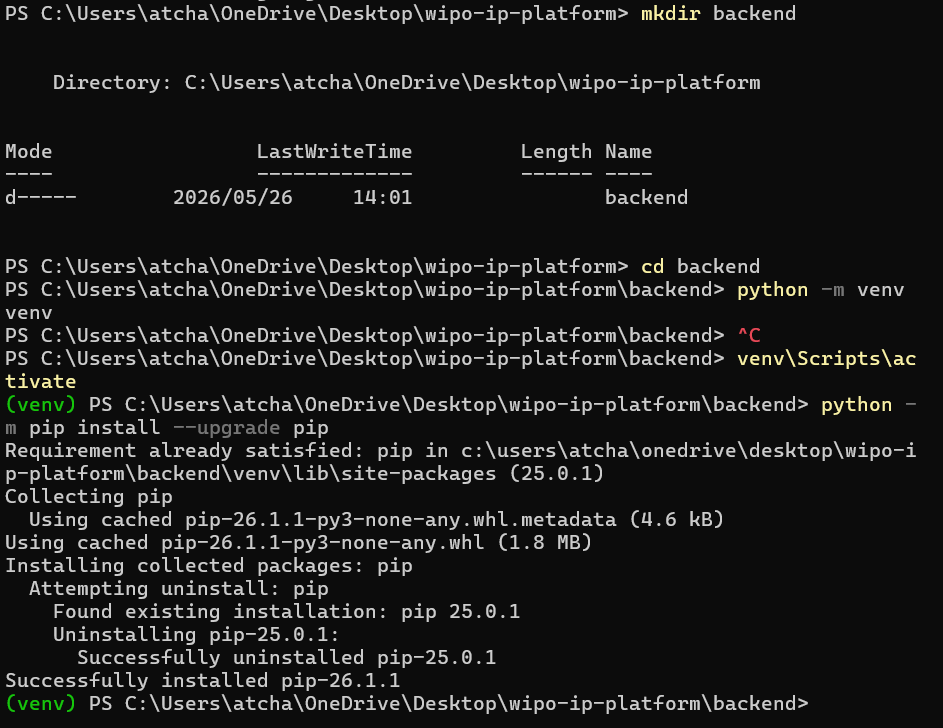 PS C:\Users\atcha\OneDrive\Desktop\wipo-ip-platform> mkdir backend
Directory: C:\Users\atcha\OneDrive\Desktop\wipo-ip-platform
Mode                 LastWriteTime         Length Name
----                 -------------         ------ ----
d-----        2026/05/26     14:01                backend
PS C:\Users\atcha\OneDrive\Desktop\wipo-ip-platform> cd backend
PS C:\Users\atcha\OneDrive\Desktop\wipo-ip-platform\backend> python -m venv
venv
PS C:\Users\atcha\OneDrive\Desktop\wipo-ip-platform\backend> ^C
PS C:\Users\atcha\OneDrive\Desktop\wipo-ip-platform\backend> venv\Scripts\ac
tivate
(venv) PS C:\Users\atcha\OneDrive\Desktop\wipo-ip-platform\backend> python -
m pip install --upgrade pip
Requirement already satisfied: pip in c:\users\atcha\onedrive\desktop\wipo-i
p-platform\backend\venv\lib\site-packages (25.0.1)
Collecting pip
  Using cached pip-26.1.1-py3-none-any.whl.metadata (4.6 kB)
Using cached pip-26.1.1-py3-none-any.whl (1.8 MB)
Installing collected packages: pip
  Attempting uninstall: pip
    Found existing installation: pip 25.0.1
    Uninstalling pip-25.0.1:
      Successfully uninstalled pip-25.0.1
Successfully installed pip-26.1.1
(venv) PS C:\Users\atcha\OneDrive\Desktop\wipo-ip-platform\backend>